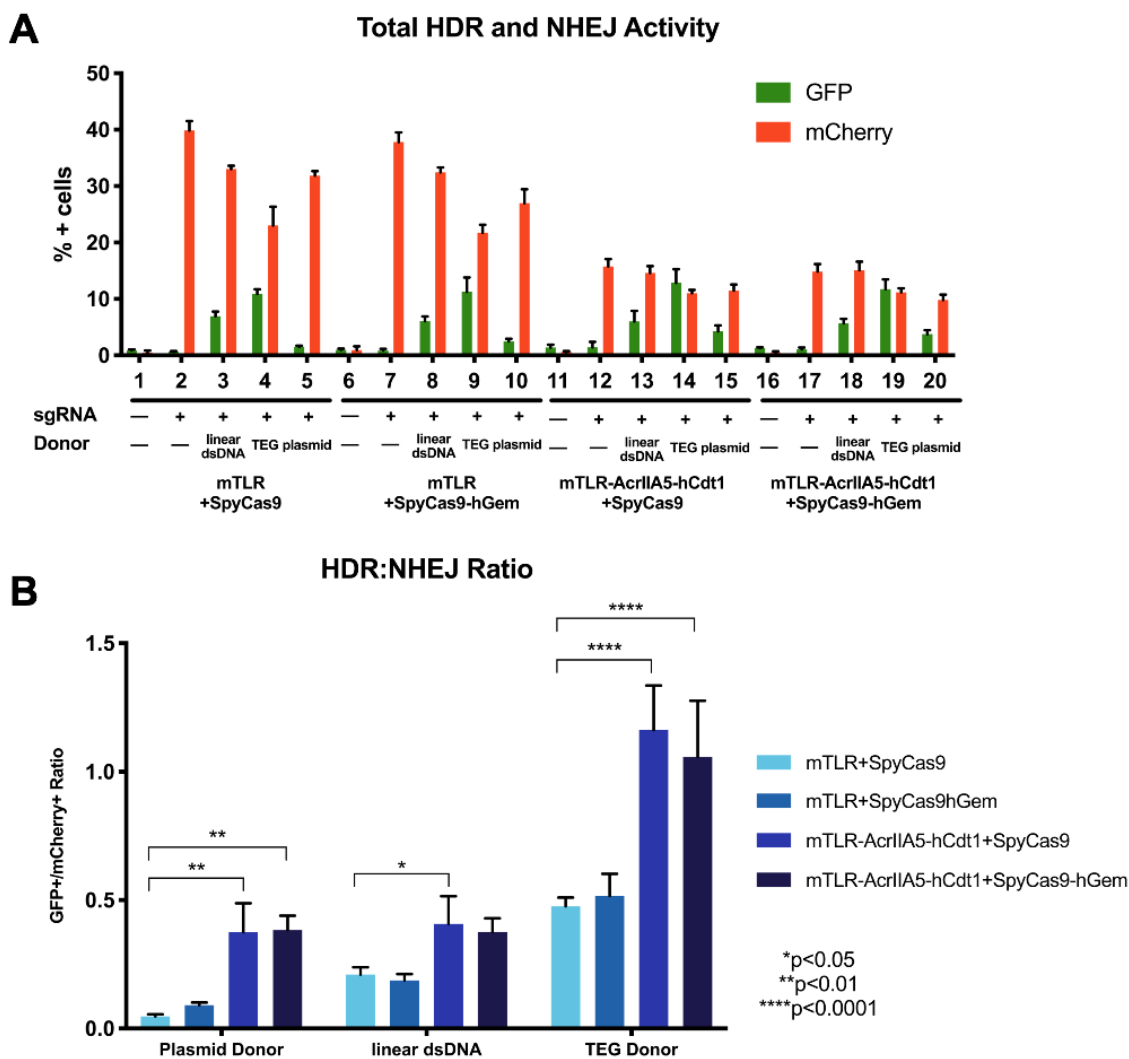 A
Total HDR and NHEJ Activity
GFP
mCherry
% + cells
50
40
30
20
10
0
1 2 3 4 5 6 7 8 9 10 11 12 13 14 15 16 17 18 19 20
sgRNA — + + + + — + + + + — + + + + — + + + +
Donor — — linear dsDNA TEG plasmid — — linear dsDNA TEG plasmid — — linear dsDNA TEG plasmid — — linear dsDNA TEG plasmid
mTLR
+SpyCas9
mTLR
+SpyCas9-hGem
mTLR-AcrIIA5-hCdt1
+SpyCas9
mTLR-AcrIIA5-hCdt1
+SpyCas9-hGem
B
HDR:NHEJ Ratio
GFP+/mCherry+ Ratio
1.5
1.0
0.5
0.0
**
**
*
****
****
Plasmid Donor
linear dsDNA
TEG Donor
mTLR+SpyCas9
mTLR+SpyCas9hGem
mTLR-AcrIIA5-hCdt1+SpyCas9
mTLR-AcrIIA5-hCdt1+SpyCas9-hGem
*p<0.05
**p<0.01
****p<0.0001